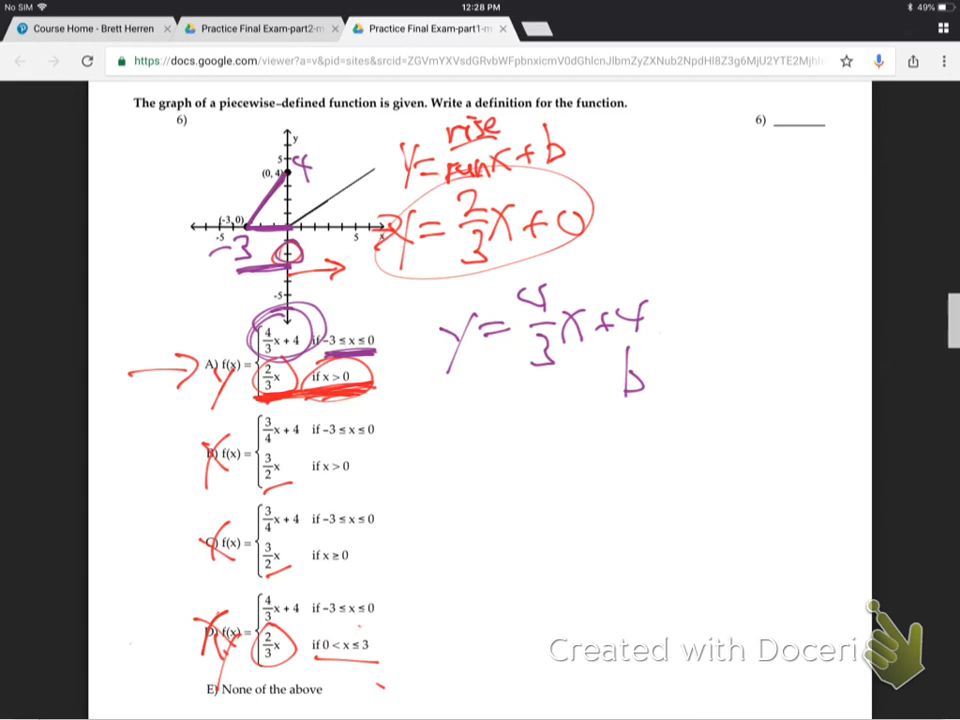 No SIM 12:28 PM 49%
Course Home - Brett Herren × Practice Final Exam-part2-m × Practice Final Exam-part1-m ×
https://docs.google.com/viewer?a=v&pid=sites&srcid=ZGVmYXVsdGRvbWFpbnxicmV0dGhlcnJlbmZyZXNub2NpdHI8Z3g6MjU2YTE2Mjhh
The graph of a piecewise-defined function is given. Write a definition for the function.
6) 6) ______
y
5
(0, 4) 4
(-3, 0)
-5 5 x
-3 0
-5
y = rise/run x + b
y = 2/3 x + 0
y = 4/3 x + 4
b
4/3 x + 4 if -3 ≤ x ≤ 0
A) f(x) =
y
2/3 x if x > 0
3/4 x + 4 if -3 ≤ x ≤ 0
B) f(x) =
3/2 x if x > 0
3/4 x + 4 if -3 ≤ x ≤ 0
C) f(x) =
3/2 x if x ≥ 0
4/3 x + 4 if -3 ≤ x ≤ 0
D) f(x) =
2/3 x if 0 < x ≤ 3
E) None of the above
Created with Doceri